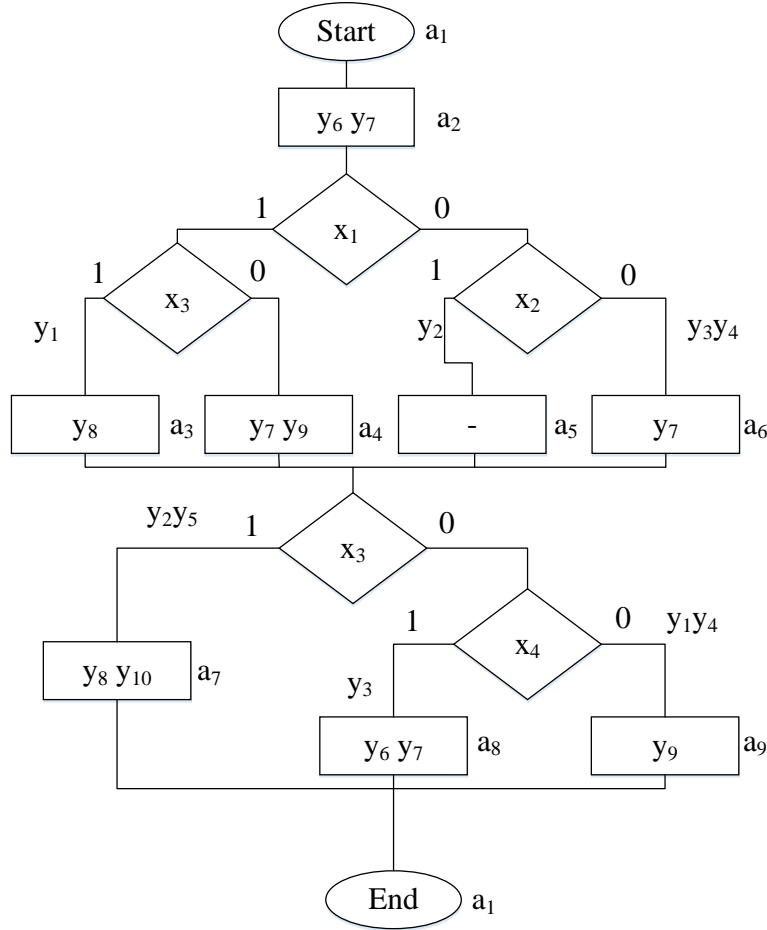 Start a₁
y₆ y₇ a₂
1 x₁ 0
1 x₃ 0 1 x₂ 0
y₁ y₂ y₃y₄
y₈ a₃ y₇ y₉ a₄ - a₅ y₇ a₆
y₂y₅ 1 x₃ 0
1 x₄ 0 y₁y₄
y₈ y₁₀ a₇
y₃
y₆ y₇ a₈ y₉ a₉
End a₁